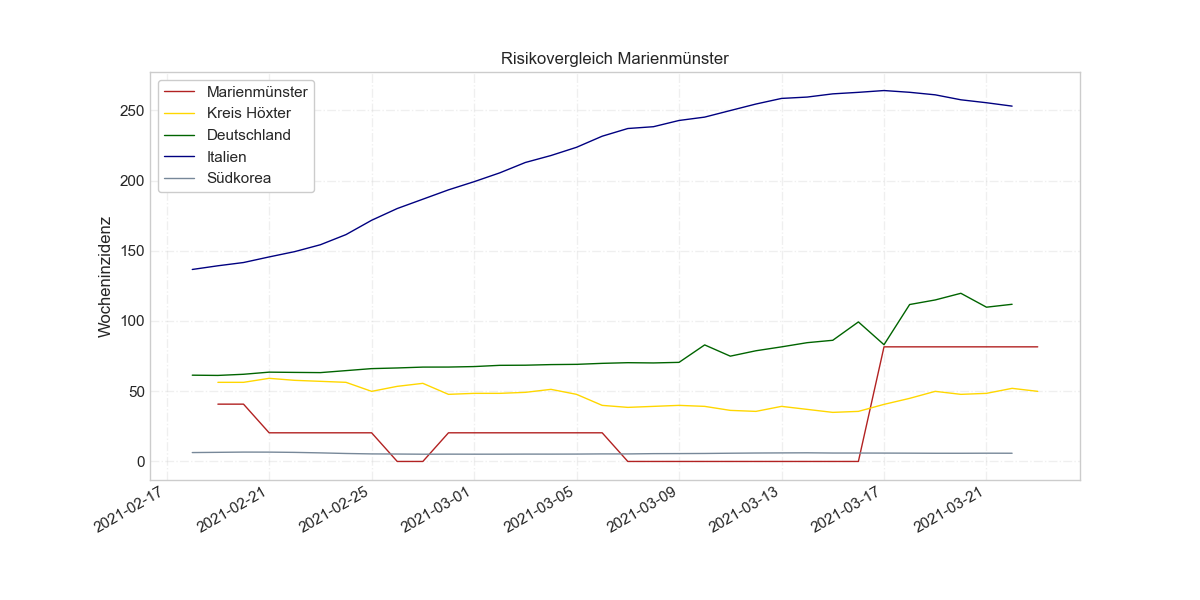 Risikovergleich Marienmünster
Marienmünster
Kreis Höxter
Deutschland
Italien
Südkorea
Wocheninzidenz
250
200
150
100
50
0
2021-02-17
2021-02-21
2021-02-25
2021-03-01
2021-03-05
2021-03-09
2021-03-13
2021-03-17
2021-03-21